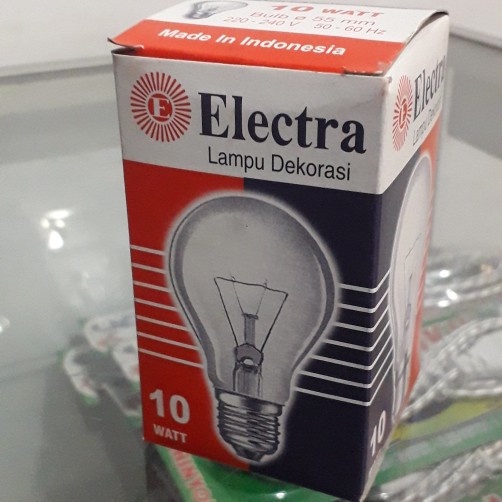 10 WATT
Bulb ø 55 mm
220 - 240 V 50 - 60 Hz
Made in Indonesia
E
Electra
Lampu Dekorasi
10
WATT
10